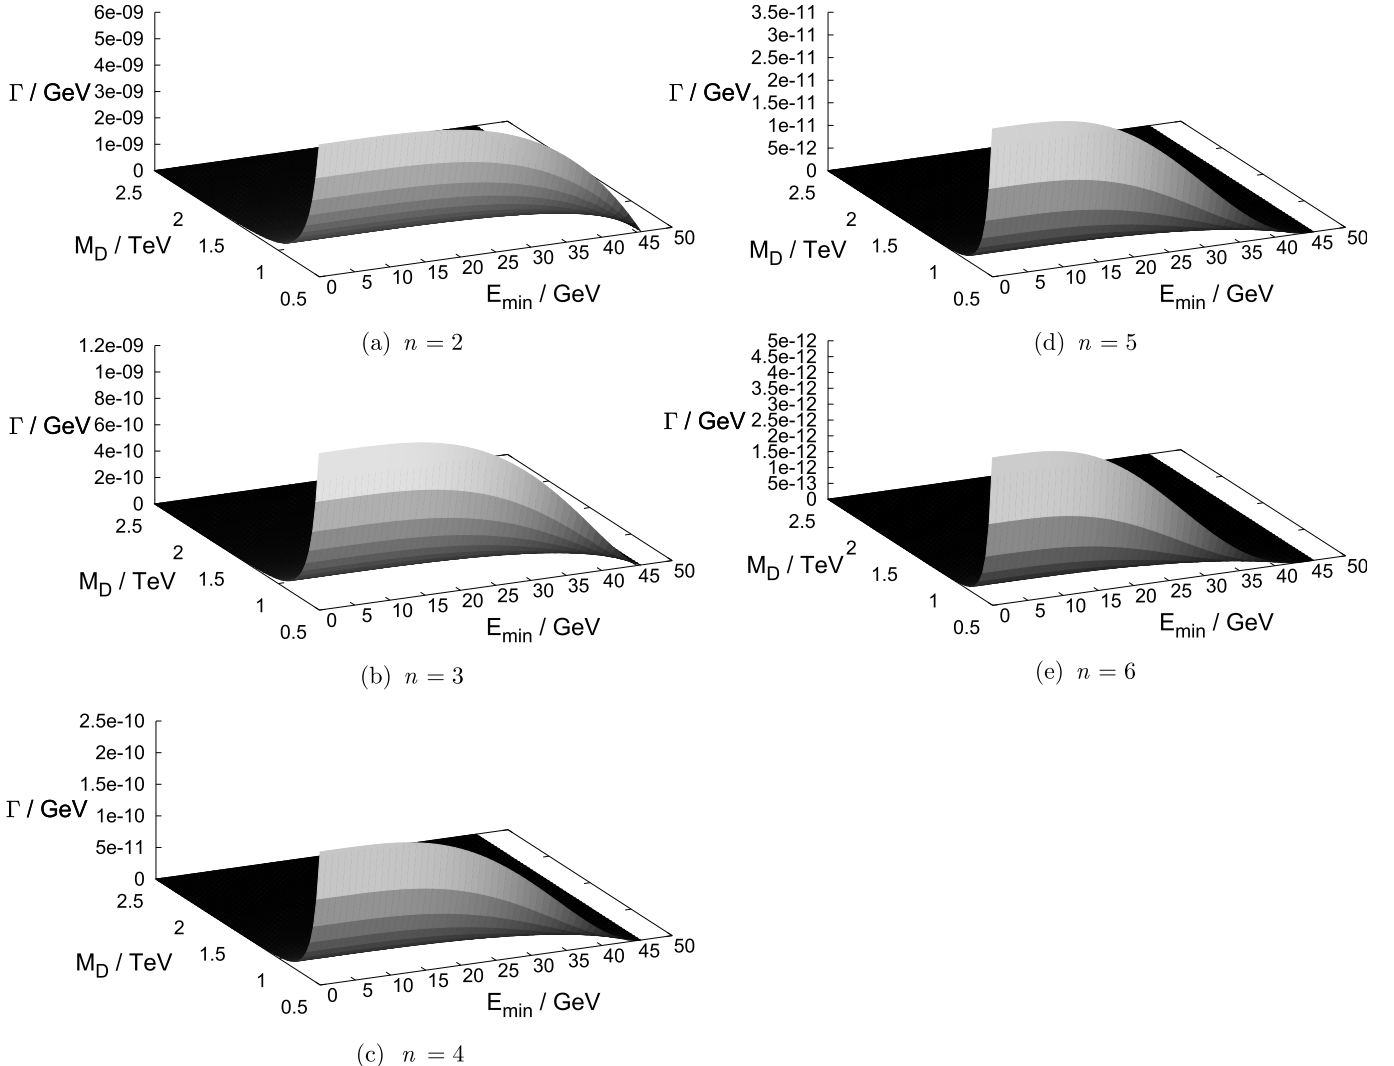 6e-09
5e-09
4e-09
Γ / GeV 3e-09
2e-09
1e-09
0
2.5
2
1.5
1
0.5
M_D / TeV
0 5 10 15 20 25 30 35 40 45 50
E_min / GeV
(a) n = 2
1.2e-09
1e-09
8e-10
Γ / GeV 6e-10
4e-10
2e-10
0
2.5
2
1.5
1
0.5
M_D / TeV
0 5 10 15 20 25 30 35 40 45 50
E_min / GeV
(b) n = 3
2.5e-10
2e-10
1.5e-10
Γ / GeV
1e-10
5e-11
0
2.5
2
1.5
1
0.5
M_D / TeV
0 5 10 15 20 25 30 35 40 45 50
E_min / GeV
(c) n = 4
3.5e-11
3e-11
2.5e-11
2e-11
Γ / GeV
1.5e-11
1e-11
5e-12
0
2.5
2
1.5
1
0.5
M_D / TeV
0 5 10 15 20 25 30 35 40 45 50
E_min / GeV
(d) n = 5
5e-12
4.5e-12
4e-12
3.5e-12
3e-12
Γ / GeV 2.5e-12
2e-12
1.5e-12
1e-12
5e-13
0
2.5
2
1.5
1
0.5
M_D / TeV
0 5 10 15 20 25 30 35 40 45 50
E_min / GeV
(e) n = 6